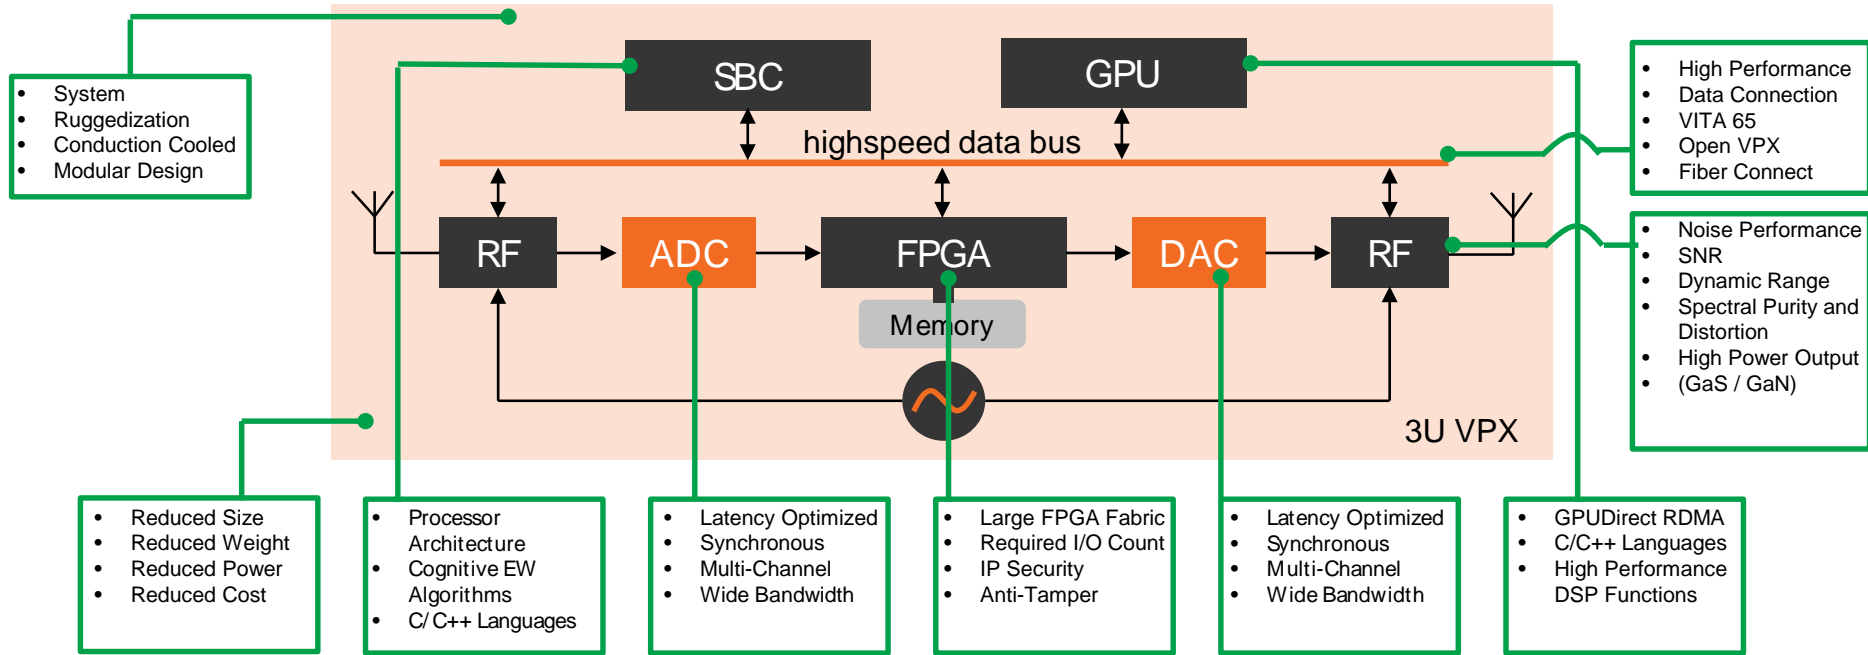 SBC
GPU
highspeed data bus
RF
ADC
FPGA
DAC
RF
Memory
3U VPX
• System
• Ruggedization
• Conduction Cooled
• Modular Design
• High Performance
• Data Connection
• VITA 65
• Open VPX
• Fiber Connect
• Noise Performance
• SNR
• Dynamic Range
• Spectral Purity and
Distortion
• High Power Output
• (GaS / GaN)
• Reduced Size
• Reduced Weight
• Reduced Power
• Reduced Cost
• Processor
Architecture
• Cognitive EW
Algorithms
• C/C++ Languages
• Latency Optimized
• Synchronous
• Multi-Channel
• Wide Bandwidth
• Large FPGA Fabric
• Required I/O Count
• IP Security
• Anti-Tamper
• Latency Optimized
• Synchronous
• Multi-Channel
• Wide Bandwidth
• GPUDirect RDMA
• C/C++ Languages
• High Performance
DSP Functions